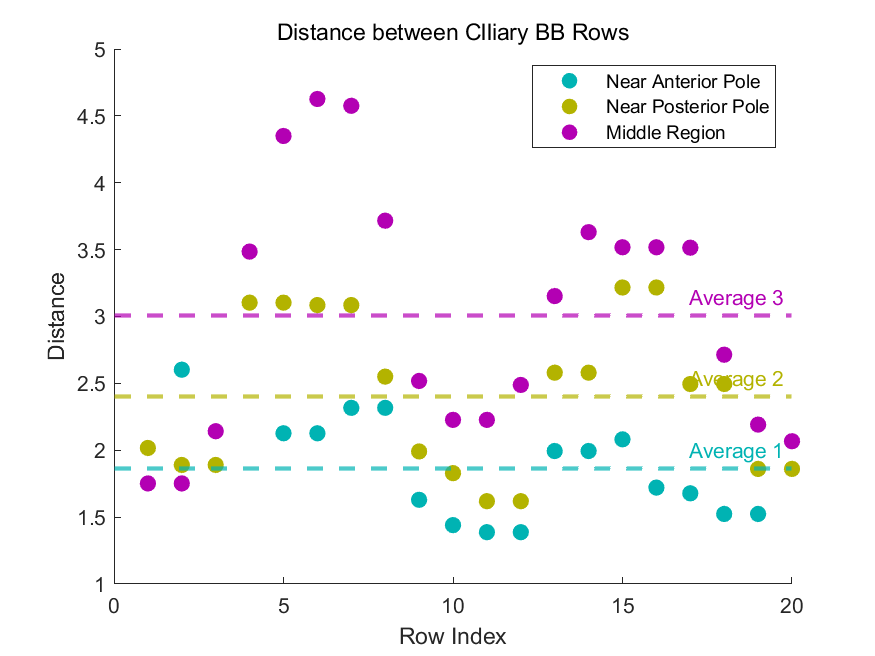 Distance between CIliary BB Rows
Near Anterior Pole
Near Posterior Pole
Middle Region
5
4.5
4
3.5
3
2.5
2
1.5
1
Distance
Average 3
Average 2
Average 1
0
5
10
15
20
Row Index